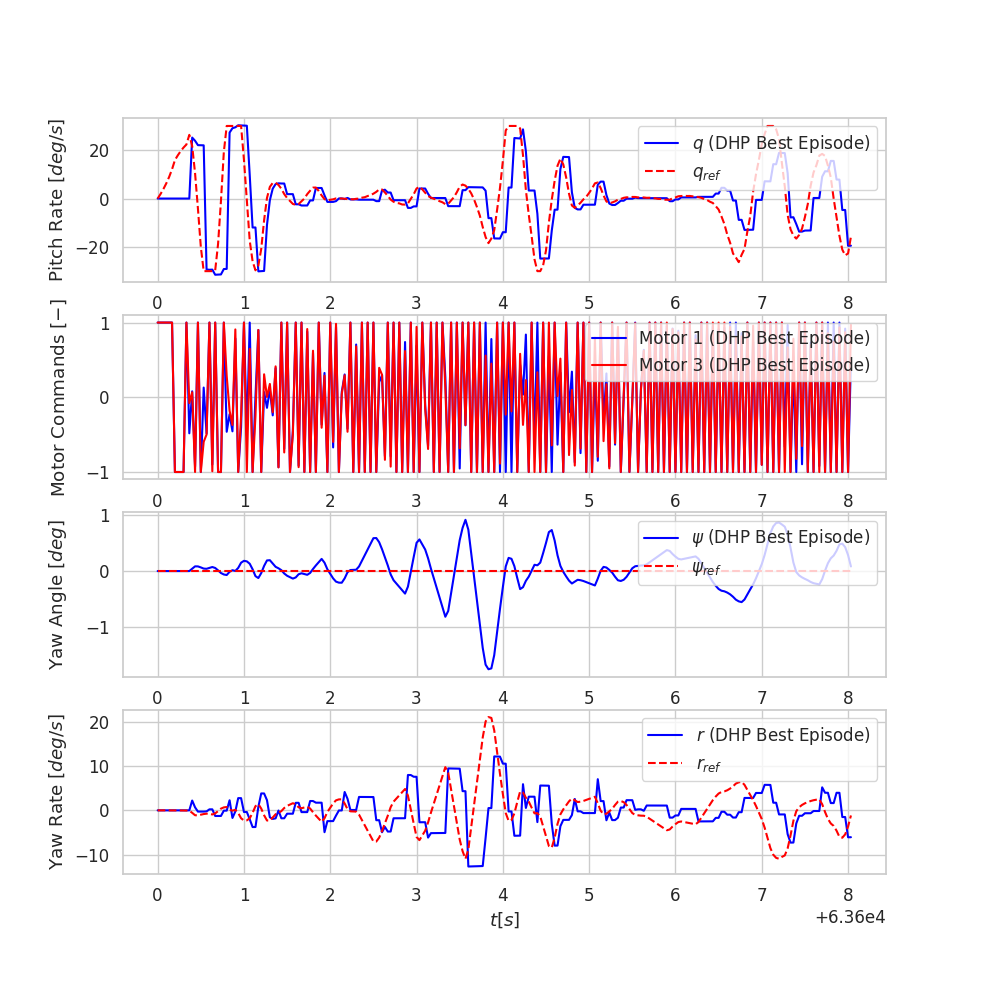 Pitch Rate [deg/s]
20
0
−20
q (DHP Best Episode)
q_ref
0 1 2 3 4 5 6 7 8
Motor Commands [−]
1
0
−1
Motor 1 (DHP Best Episode)
Motor 3 (DHP Best Episode)
0 1 2 3 4 5 6 7 8
Yaw Angle [deg]
1
0
−1
ψ (DHP Best Episode)
ψ_ref
0 1 2 3 4 5 6 7 8
Yaw Rate [deg/s]
20
10
0
−10
r (DHP Best Episode)
r_ref
0 1 2 3 4 5 6 7 8
t[s]
+6.36e4